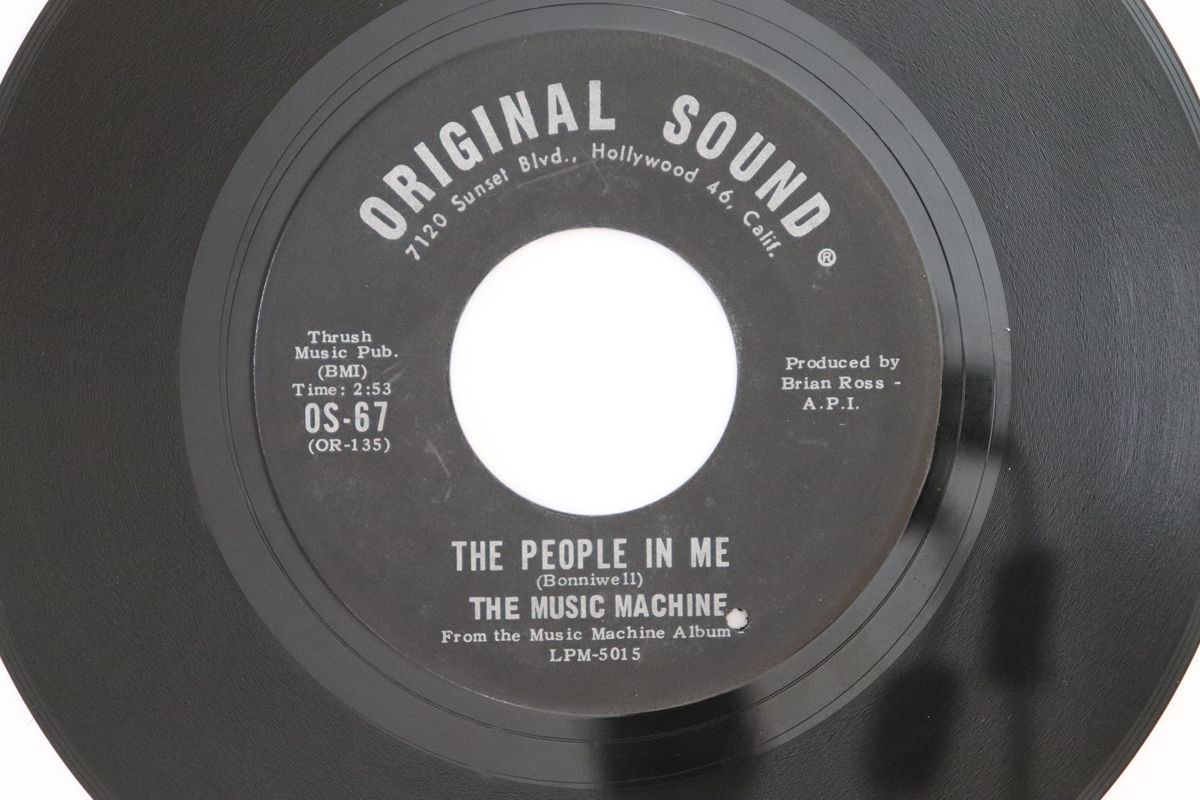 ORIGINAL SOUND ®
7120 Sunset Blvd., Hollywood 46, Calif.
Thrush
Music Pub.
(BMI)
Time: 2:53
OS-67
(OR-135)
Produced by
Brian Ross -
A.P.I.
THE PEOPLE IN ME
(Bonniwell)
THE MUSIC MACHINE
From the Music Machine Album -
LPM-5015